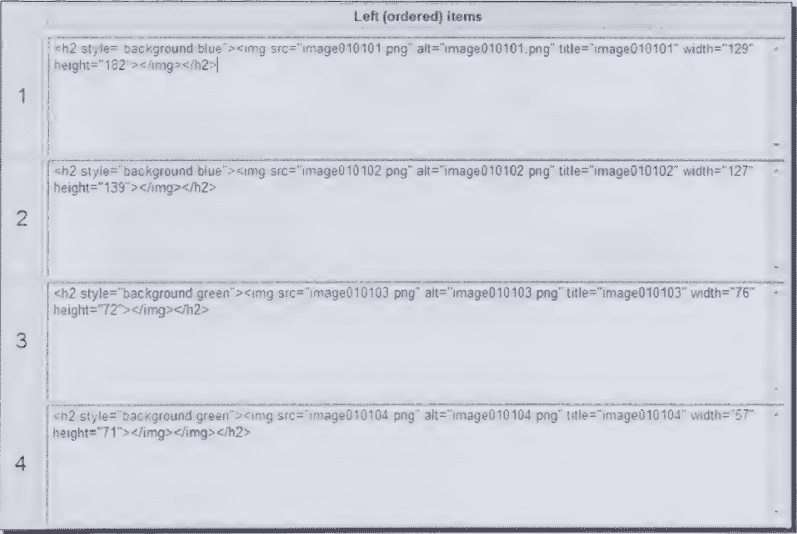 Left (ordered) items
1
<h2 style= background blue"><img src="image010101 png" alt="image010101.png" title="image010101" width="129"
height="182"></img></h2>
2
<h2 style="background blue"><img src="image010102 png" alt="image010102 png" title="image010102" width="127"
height="139"></img></h2>
3
<h2 style="background green"><img src="image010103 png" alt="image010103 png" title="image010103" width="76"
height="72"></img></h2>
4
<h2 style="background green"><img src="image010104 png" alt="image010104 png" title="image010104" width="57"
height="71"></img></img></h2>